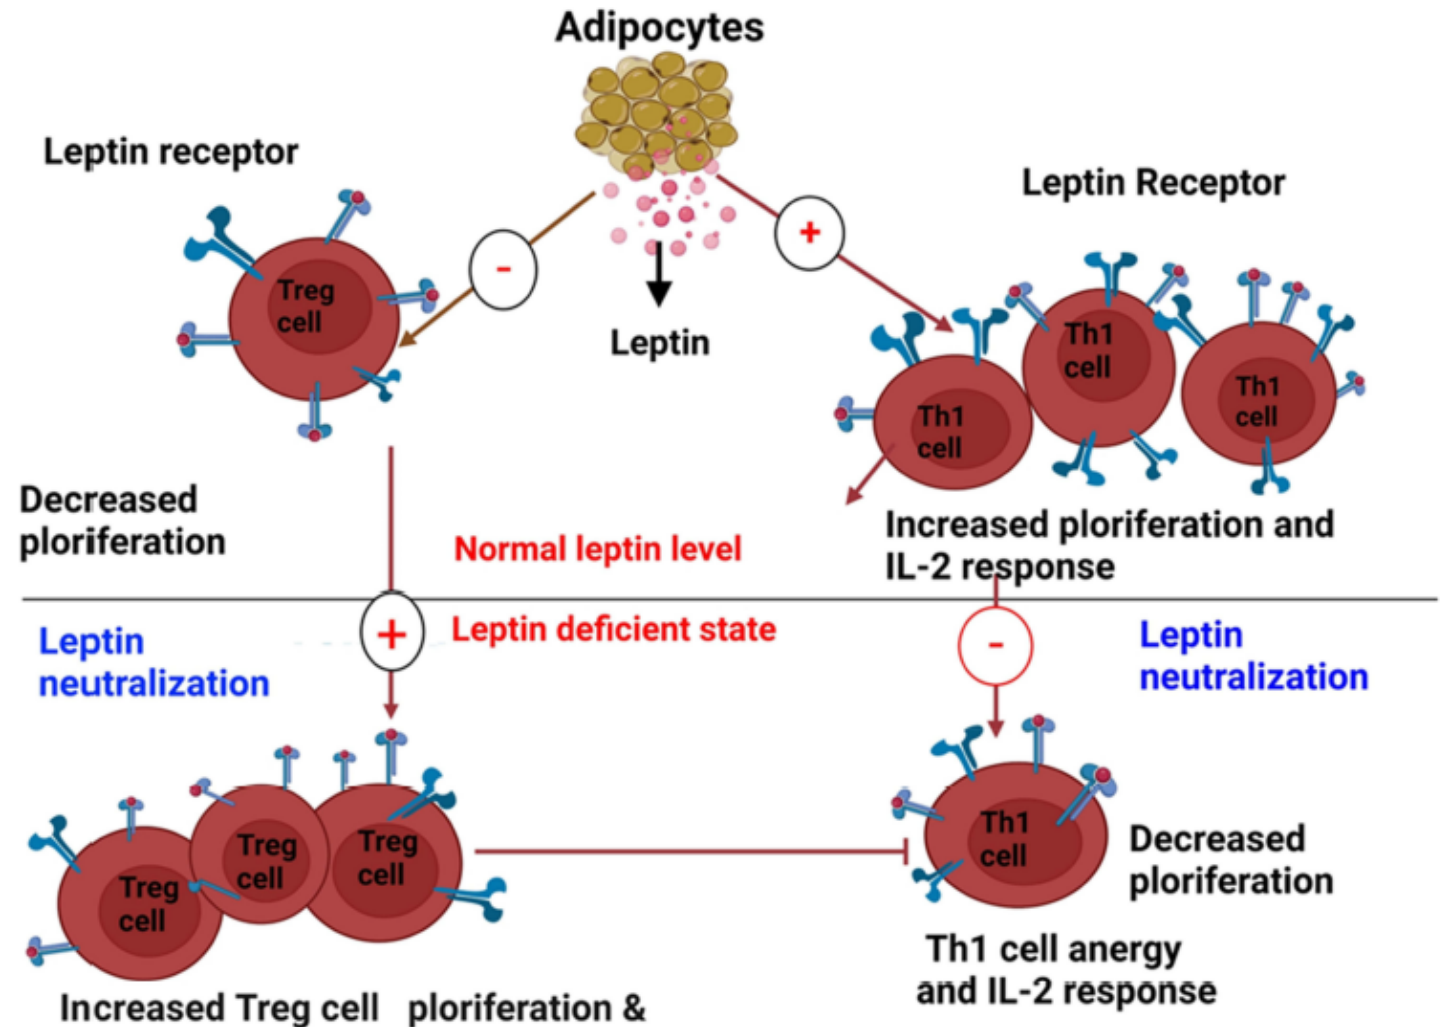 Adipocytes
Leptin receptor
Leptin Receptor
Treg
cell
-
+
Leptin
Th1
cell
Th1
cell
Th1
cell
Decreased
ploriferation
Normal leptin level
Increased ploriferation and
IL-2 response
Leptin
neutralization
+
Leptin deficient state
-
Leptin
neutralization
Treg
cell
Treg
cell
Treg
cell
Th1
cell
Decreased
ploriferation
Th1 cell anergy
and IL-2 response
Increased Treg cell ploriferation &